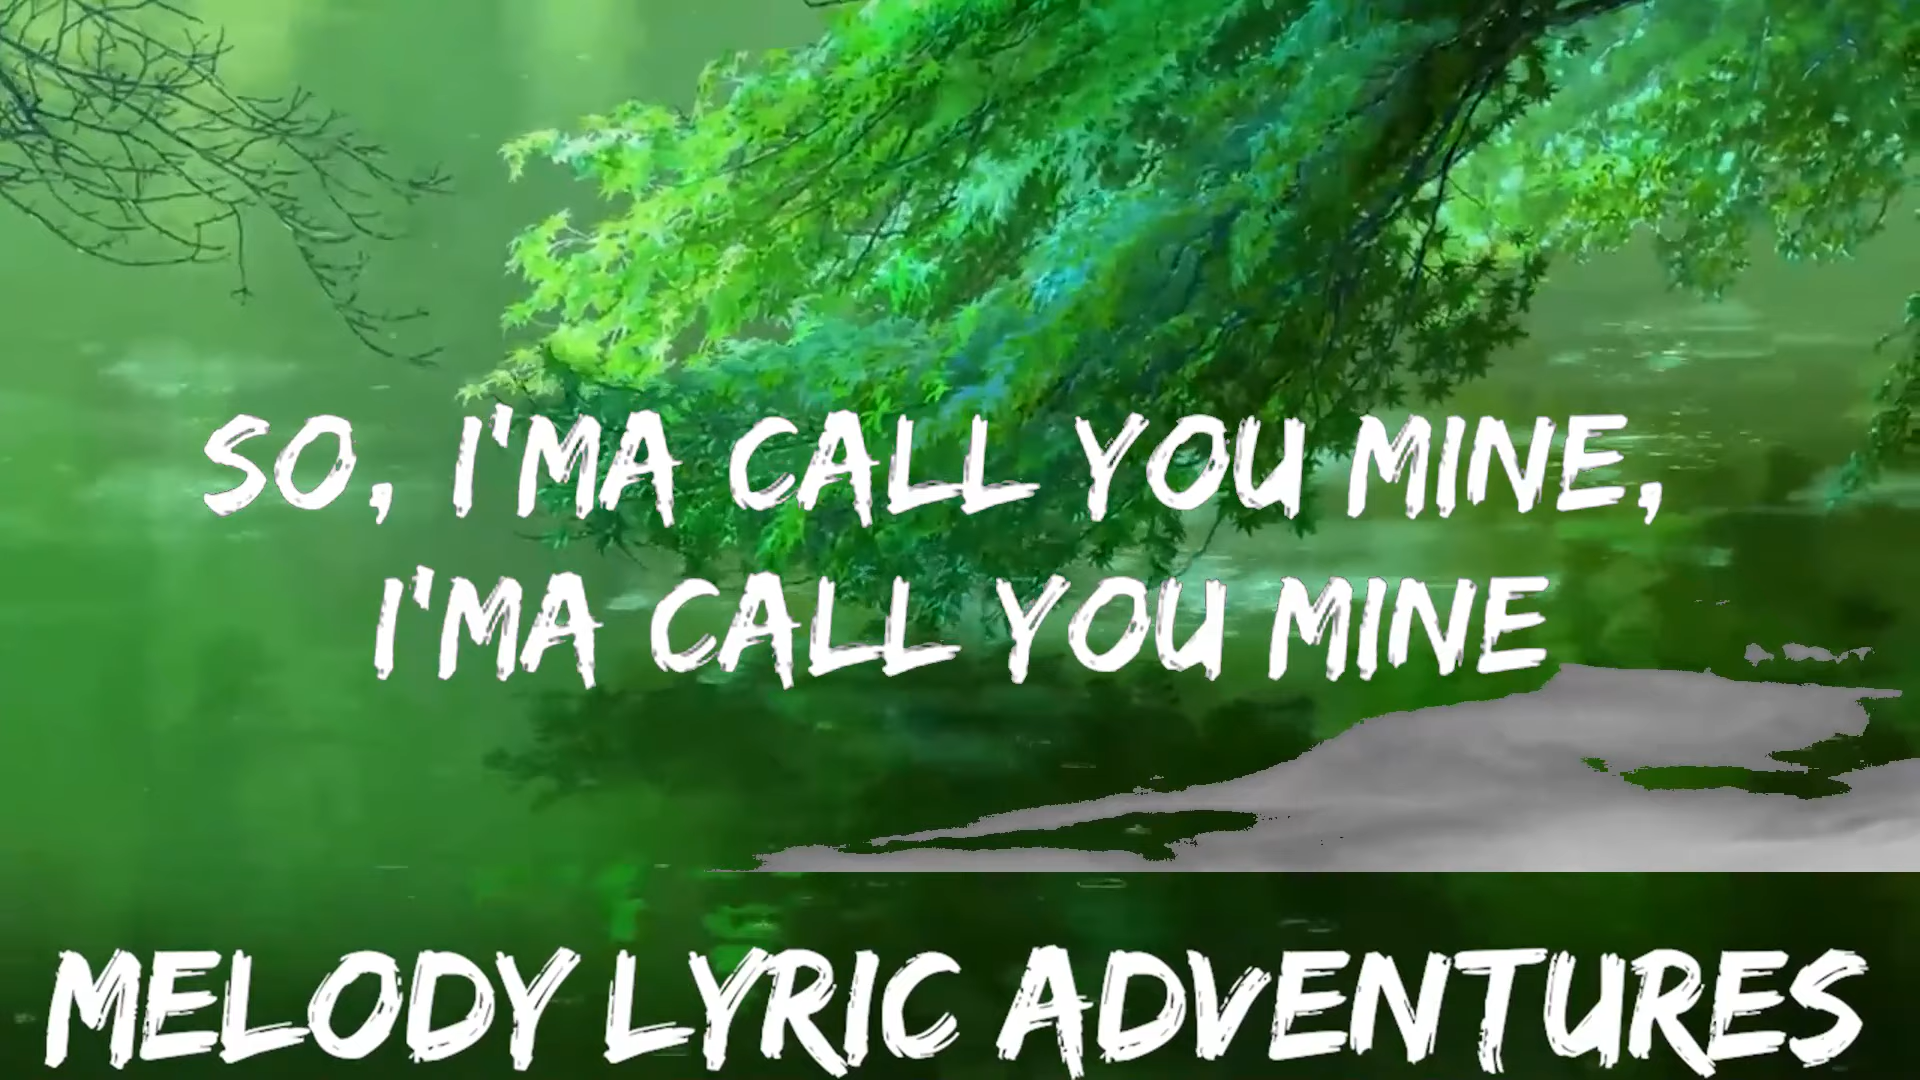 SO, I'MA CALL YOU MINE,
I'MA CALL YOU MINE
MELODY LYRIC ADVENTURES